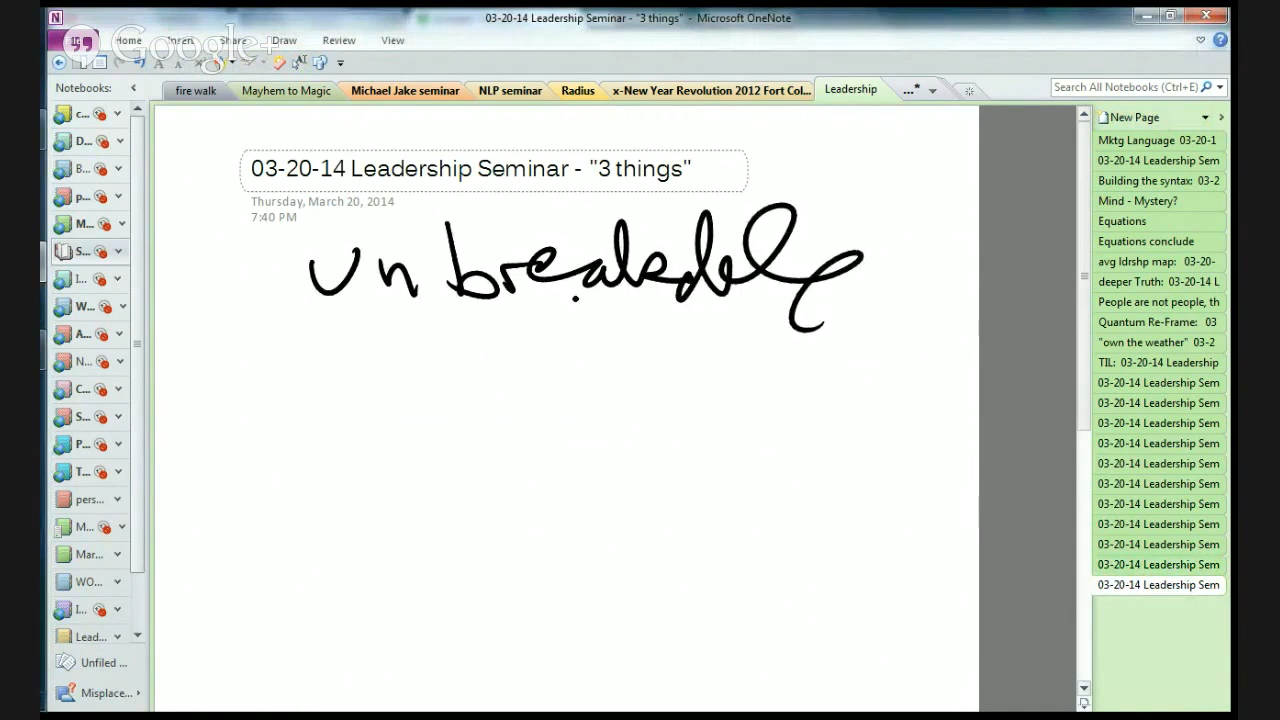 03-20-14 Leadership Seminar - "3 things" - Microsoft OneNote
Google+
Home Insert Share Draw Review View
Notebooks:
fire walk Mayhem to Magic Michael Jake seminar NLP seminar Radius x-New Year Revolution 2012 Fort Col... Leadership ...*
Search All Notebooks (Ctrl+E)
C...
D...
B...
p...
M...
S...
I...
W...
A...
N...
C...
S...
P...
T...
pers...
M...
Mar...
WO...
I...
Lead...
Unfiled ...
Misplace...
03-20-14 Leadership Seminar - "3 things"
Thursday, March 20, 2014
7:40 PM
New Page
Mktg Language 03-20-1
03-20-14 Leadership Sem
Building the syntax: 03-2
Mind - Mystery?
Equations
Equations conclude
avg ldrshp map: 03-20-
deeper Truth: 03-20-14 L
People are not people, th
Quantum Re-Frame: 03
"own the weather" 03-2
TIL: 03-20-14 Leadership
03-20-14 Leadership Sem
03-20-14 Leadership Sem
03-20-14 Leadership Sem
03-20-14 Leadership Sem
03-20-14 Leadership Sem
03-20-14 Leadership Sem
03-20-14 Leadership Sem
03-20-14 Leadership Sem
03-20-14 Leadership Sem
03-20-14 Leadership Sem
03-20-14 Leadership Sem